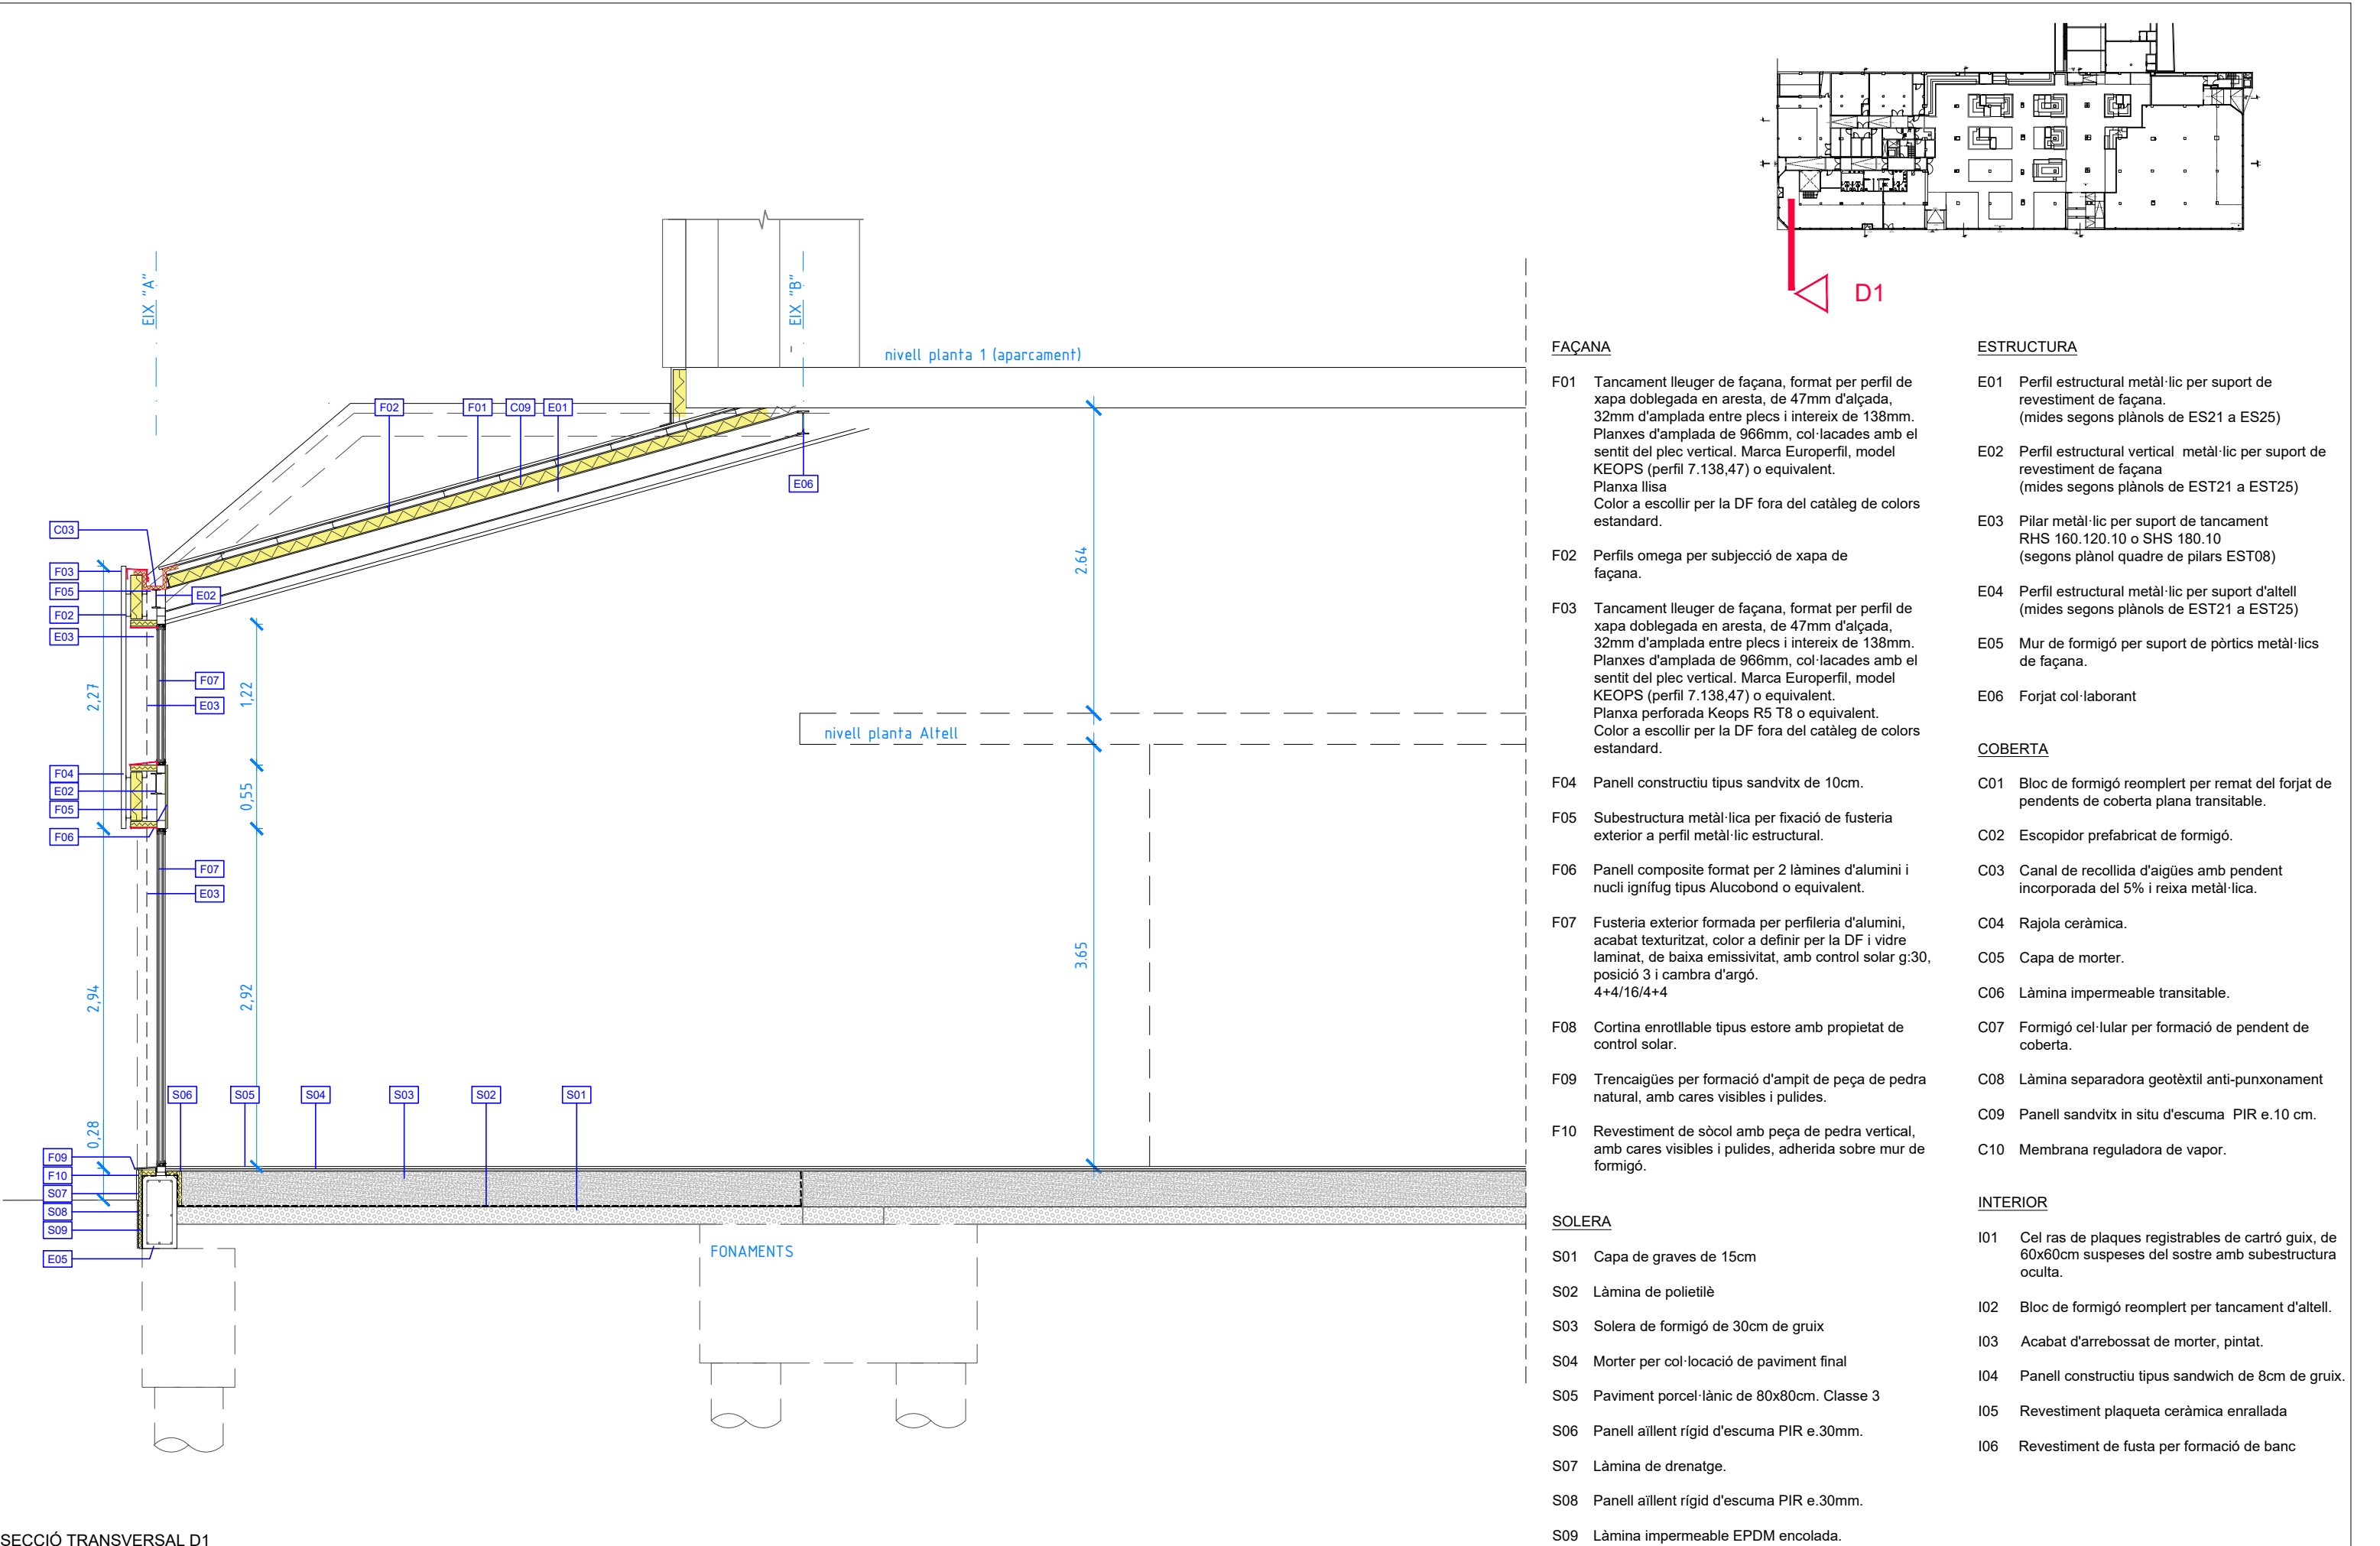 EIX "A"
EIX "B"
nivell planta 1 (aparcament)
D1
F02
F01
C09
E01
E06
C03
F03
F05
F02
E03
E02
F07
E03
F04
E02
F05
F06
F07
E03
2,27
1,22
0,55
2,94
2,92
0,28
2.64
3.65
nivell planta Altell
S06
S05
S04
S03
S02
S01
F09
F10
S07
S08
S09
E05
FONAMENTS
SECCIÓ TRANSVERSAL D1
FAÇANA
F01 Tancament lleuger de façana, format per perfil de
xapa doblegada en aresta, de 47mm d'alçada,
32mm d'amplada entre plecs i intereix de 138mm.
Planxes d'amplada de 966mm, col·lacades amb el
sentit del plec vertical. Marca Europerfil, model
KEOPS (perfil 7.138,47) o equivalent.
Planxa llisa
Color a escollir per la DF fora del catàleg de colors
estandard.
F02 Perfils omega per subjecció de xapa de
façana.
F03 Tancament lleuger de façana, format per perfil de
xapa doblegada en aresta, de 47mm d'alçada,
32mm d'amplada entre plecs i intereix de 138mm.
Planxes d'amplada de 966mm, col·lacades amb el
sentit del plec vertical. Marca Europerfil, model
KEOPS (perfil 7.138,47) o equivalent.
Planxa perforada Keops R5 T8 o equivalent.
Color a escollir per la DF fora del catàleg de colors
estandard.
F04 Panell constructiu tipus sandvitx de 10cm.
F05 Subestructura metàl·lica per fixació de fusteria
exterior a perfil metàl·lic estructural.
F06 Panell composite format per 2 làmines d'alumini i
nucli ignífug tipus Alucobond o equivalent.
F07 Fusteria exterior formada per perfileria d'alumini,
acabat texturitzat, color a definir per la DF i vidre
laminat, de baixa emissivitat, amb control solar g:30,
posició 3 i cambra d'argó.
4+4/16/4+4
F08 Cortina enrotllable tipus estore amb propietat de
control solar.
F09 Trencaigües per formació d'ampit de peça de pedra
natural, amb cares visibles i pulides.
F10 Revestiment de sòcol amb peça de pedra vertical,
amb cares visibles i pulides, adherida sobre mur de
formigó.
SOLERA
S01 Capa de graves de 15cm
S02 Làmina de polietilè
S03 Solera de formigó de 30cm de gruix
S04 Morter per col·locació de paviment final
S05 Paviment porcel·lànic de 80x80cm. Classe 3
S06 Panell aïllent rígid d'escuma PIR e.30mm.
S07 Làmina de drenatge.
S08 Panell aïllent rígid d'escuma PIR e.30mm.
S09 Làmina impermeable EPDM encolada.
ESTRUCTURA
E01 Perfil estructural metàl·lic per suport de
revestiment de façana.
(mides segons plànols de ES21 a ES25)
E02 Perfil estructural vertical metàl·lic per suport de
revestiment de façana
(mides segons plànols de EST21 a EST25)
E03 Pilar metàl·lic per suport de tancament
RHS 160.120.10 o SHS 180.10
(segons plànol quadre de pilars EST08)
E04 Perfil estructural metàl·lic per suport d'altell
(mides segons plànols de EST21 a EST25)
E05 Mur de formigó per suport de pòrtics metàl·lics
de façana.
E06 Forjat col·laborant
COBERTA
C01 Bloc de formigó reomplert per remat del forjat de
pendents de coberta plana transitable.
C02 Escopidor prefabricat de formigó.
C03 Canal de recollida d'aigües amb pendent
incorporada del 5% i reixa metàl·lica.
C04 Rajola ceràmica.
C05 Capa de morter.
C06 Làmina impermeable transitable.
C07 Formigó cel·lular per formació de pendent de
coberta.
C08 Làmina separadora geotèxtil anti-punxonament
C09 Panell sandvitx in situ d'escuma PIR e.10 cm.
C10 Membrana reguladora de vapor.
INTERIOR
I01 Cel ras de plaques registrables de cartró guix, de
60x60cm suspeses del sostre amb subestructura
oculta.
I02 Bloc de formigó reomplert per tancament d'altell.
I03 Acabat d'arrebossat de morter, pintat.
I04 Panell constructiu tipus sandwich de 8cm de gruix.
I05 Revestiment plaqueta ceràmica enrallada
I06 Revestiment de fusta per formació de banc